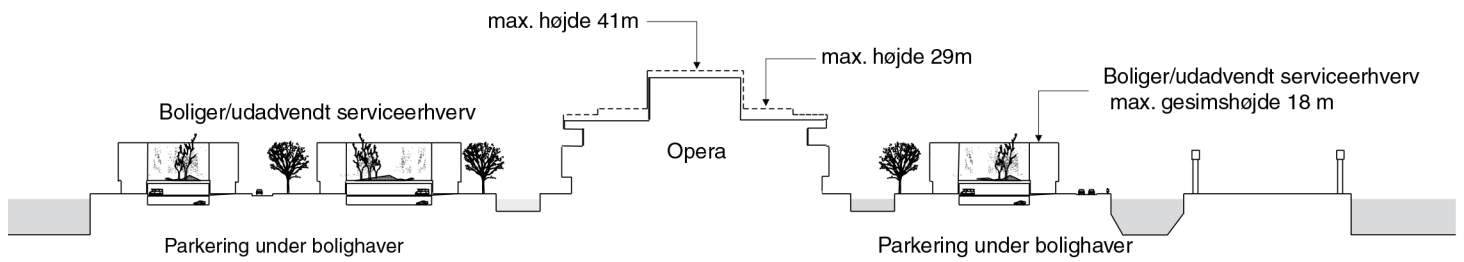 max. højde 41m
max. højde 29m
Boliger/udadvendt serviceerhverv
max. gesimshøjde 18 m
Boliger/udadvendt serviceerhverv
Opera
Parkering under bolighaver
Parkering under bolighaver